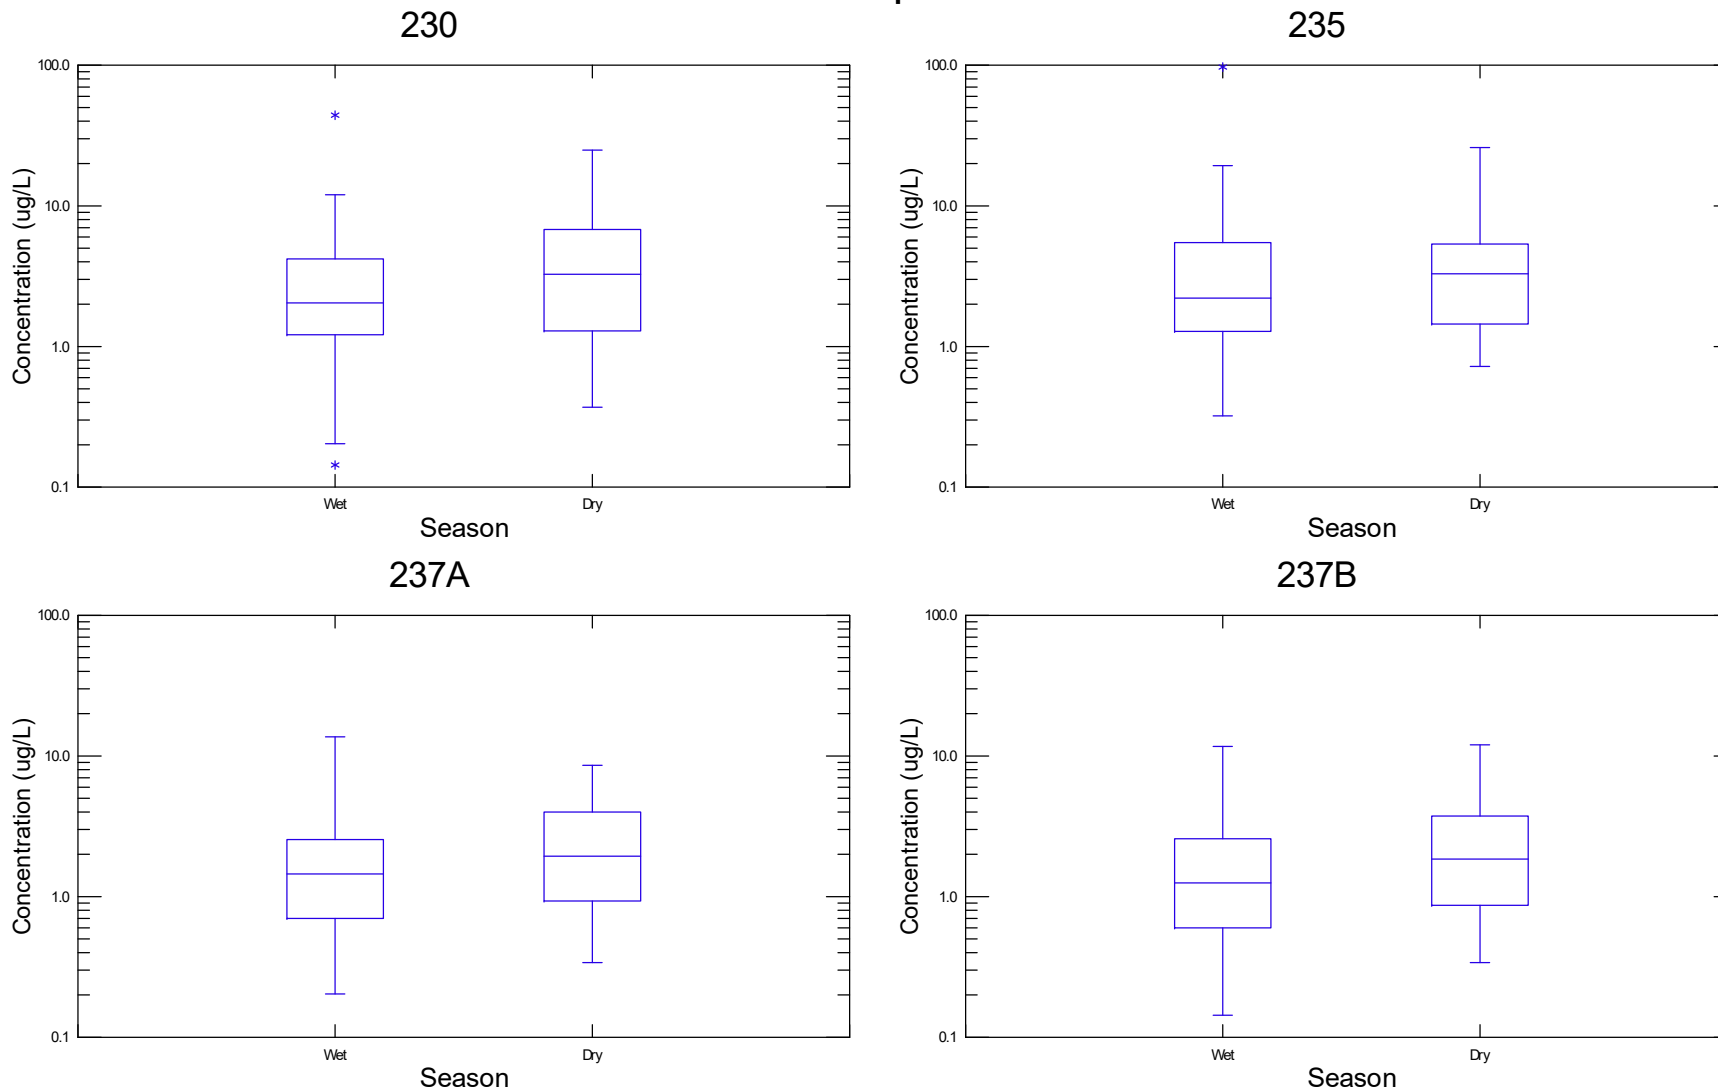 230
100.0
10.0
1.0
0.1
Concentration (ug/L)
Wet
Dry
Season
235
100.0
10.0
1.0
0.1
Concentration (ug/L)
Wet
Dry
Season
237A
100.0
10.0
1.0
0.1
Concentration (ug/L)
Wet
Dry
Season
237B
100.0
10.0
1.0
0.1
Concentration (ug/L)
Wet
Dry
Season